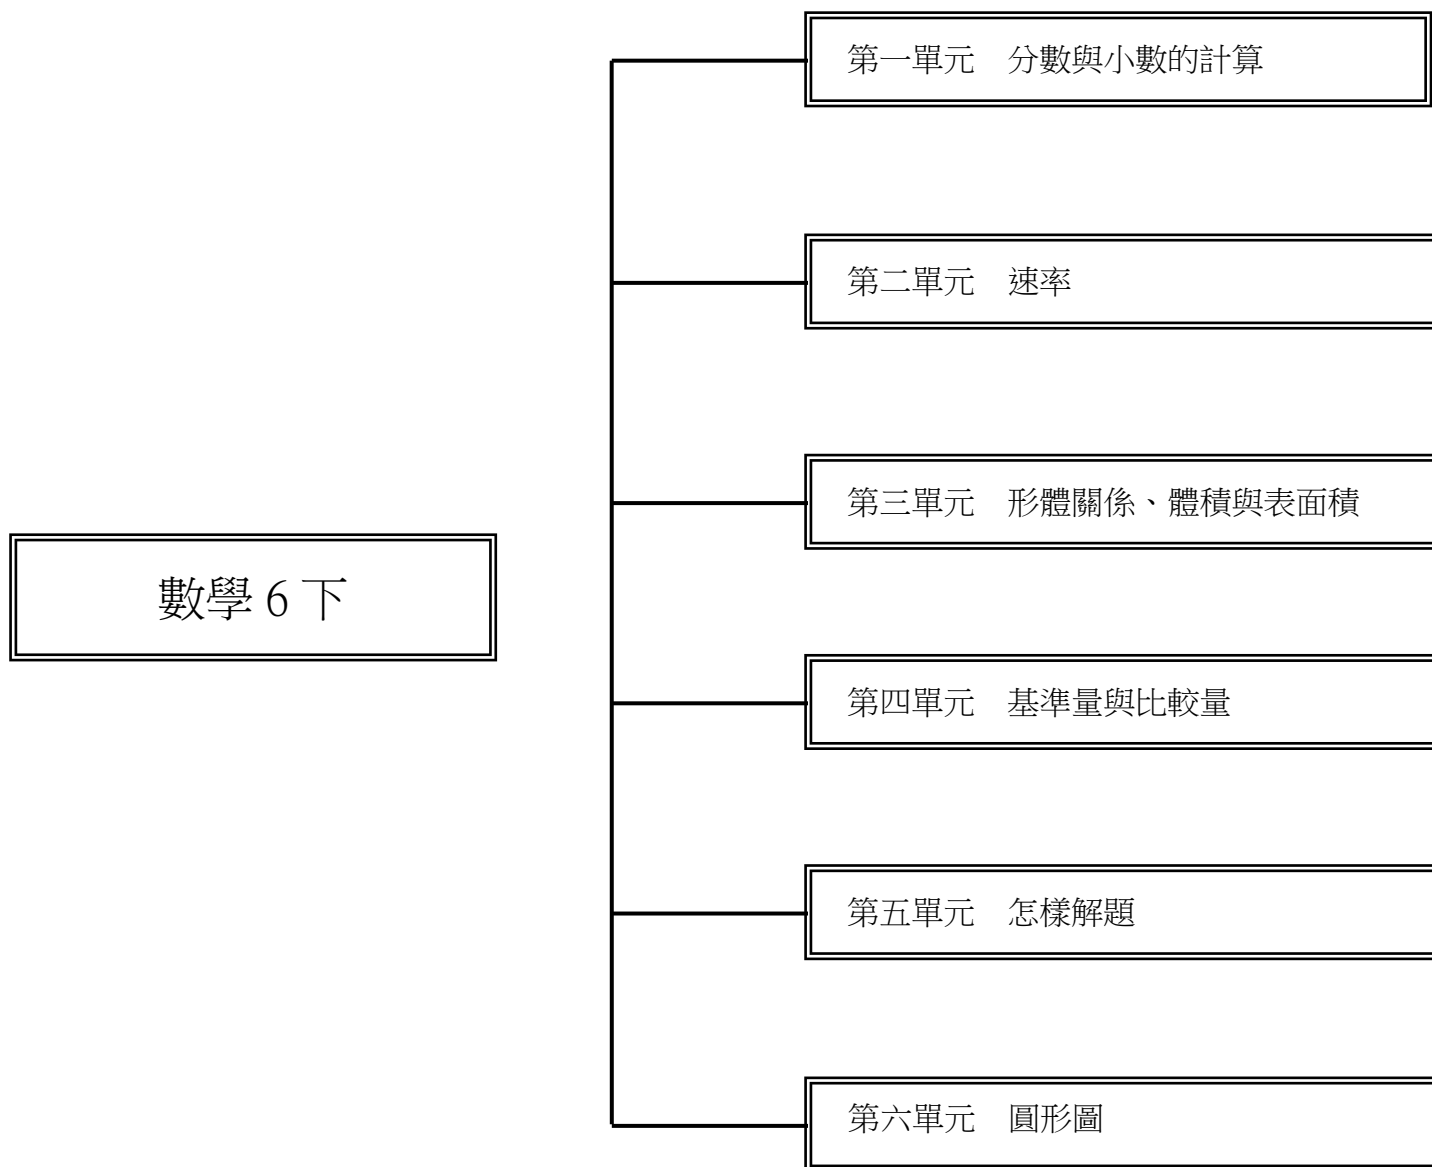 第一單元　分數與小數的計算
第二單元　速率
第三單元　形體關係、體積與表面積
數學 6 下
第四單元　基準量與比較量
第五單元　怎樣解題
第六單元　圓形圖